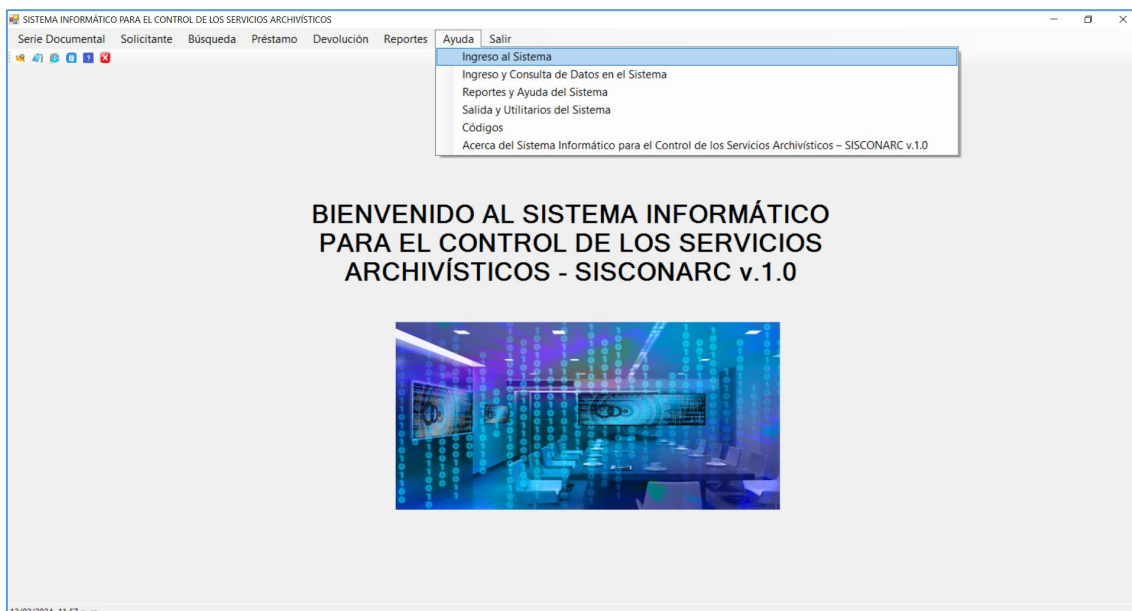 SISTEMA INFORMÁTICO PARA EL CONTROL DE LOS SERVICIOS ARCHIVÍSTICOS
Serie Documental Solicitante Búsqueda Préstamo Devolución Reportes Ayuda Salir
Ingreso al Sistema
Ingreso y Consulta de Datos en el Sistema
Reportes y Ayuda del Sistema
Salida y Utilitarios del Sistema
Códigos
Acerca del Sistema Informático para el Control de los Servicios Archivísticos – SISCONARC v.1.0
BIENVENIDO AL SISTEMA INFORMÁTICO
PARA EL CONTROL DE LOS SERVICIOS
ARCHIVÍSTICOS - SISCONARC v.1.0